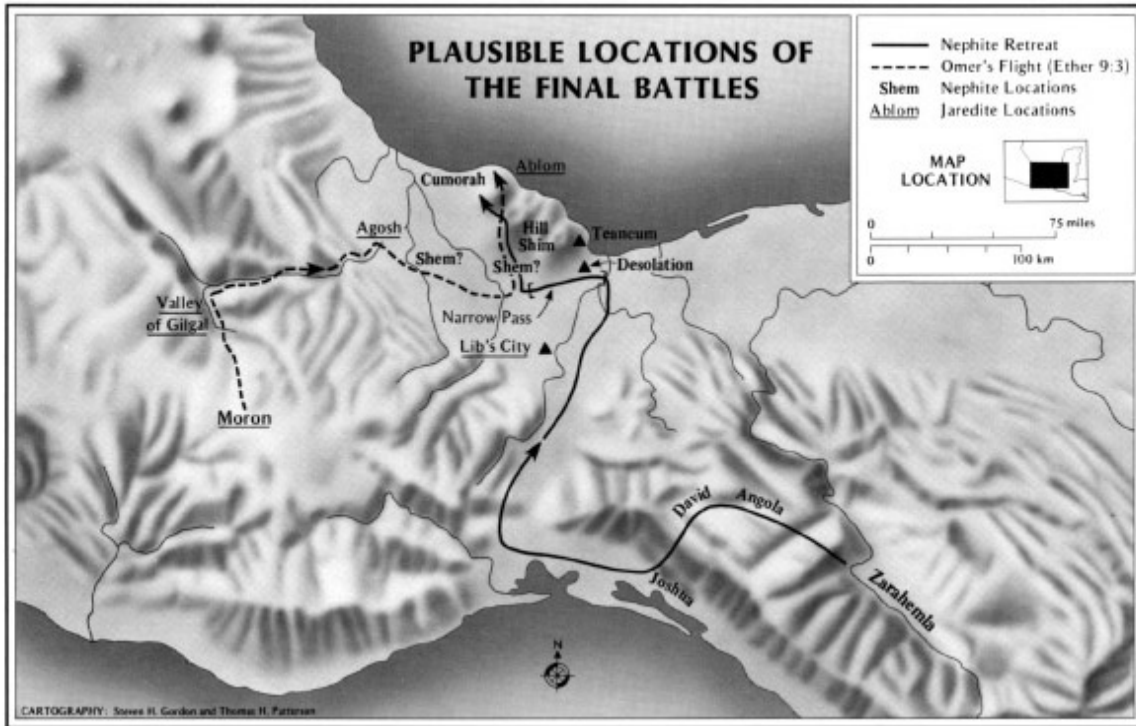 PLAUSIBLE LOCATIONS OF
THE FINAL BATTLES
Nephite Retreat
Omer's Flight (Ether 9:3)
Shem Nephite Locations
Ablom Jaredite Locations
MAP
LOCATION
0 75 miles
0 100 km
Ablom
Cumorah
Hill
Shim
Teancum
Agosh
Shem?
Shem?
Desolation
Valley
of Gilgal
Narrow Pass
Lib's City
Moron
David
Angola
Joshua
Zarahemla
N
CARTOGRAPHY: Steven H. Gordon and Thomas H. Patterson